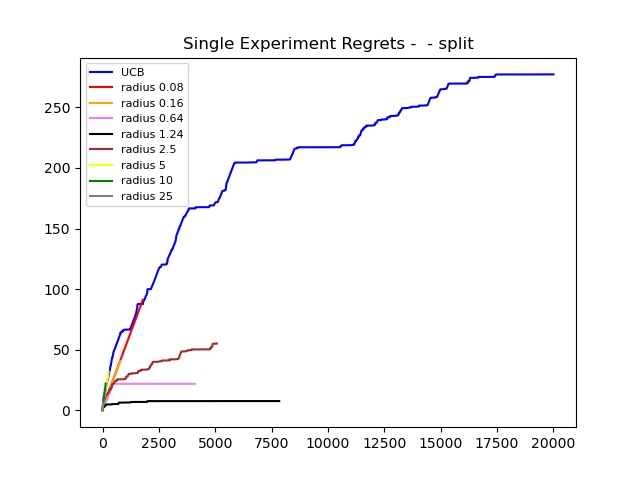 Single Experiment Regrets -  - split
UCB
radius 0.08
radius 0.16
radius 0.64
radius 1.24
radius 2.5
radius 5
radius 10
radius 25
250
200
150
100
50
0
0 2500 5000 7500 10000 12500 15000 17500 20000